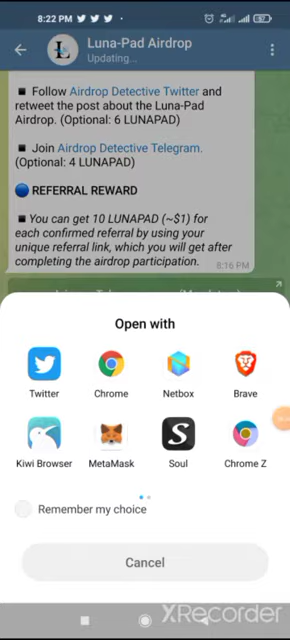 8:22 PM
Luna-Pad Airdrop
Updating...
Follow Airdrop Detective Twitter and
retweet the post about the Luna-Pad
Airdrop. (Optional: 6 LUNAPAD)
Join Airdrop Detective Telegram.
(Optional: 4 LUNAPAD)
REFERRAL REWARD
You can get 10 LUNAPAD (~$1) for
each confirmed referral by using your
unique referral link, which you will get after
completing the airdrop participation.
8:16 PM
Open with
Twitter Chrome Netbox Brave
Kiwi Browser MetaMask Soul Chrome Z
Remember my choice
Cancel
XRecorder